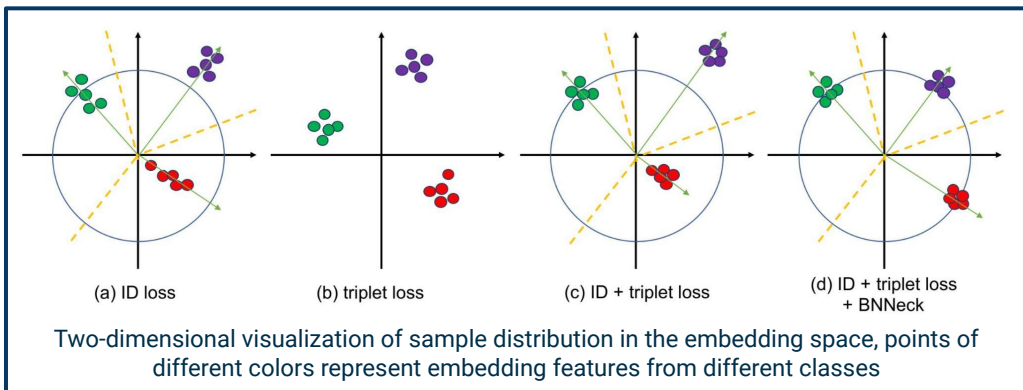 (a) ID loss
(b) triplet loss
(c) ID + triplet loss
(d) ID + triplet loss
+ BNNeck
Two-dimensional visualization of sample distribution in the embedding space, points of
different colors represent embedding features from different classes